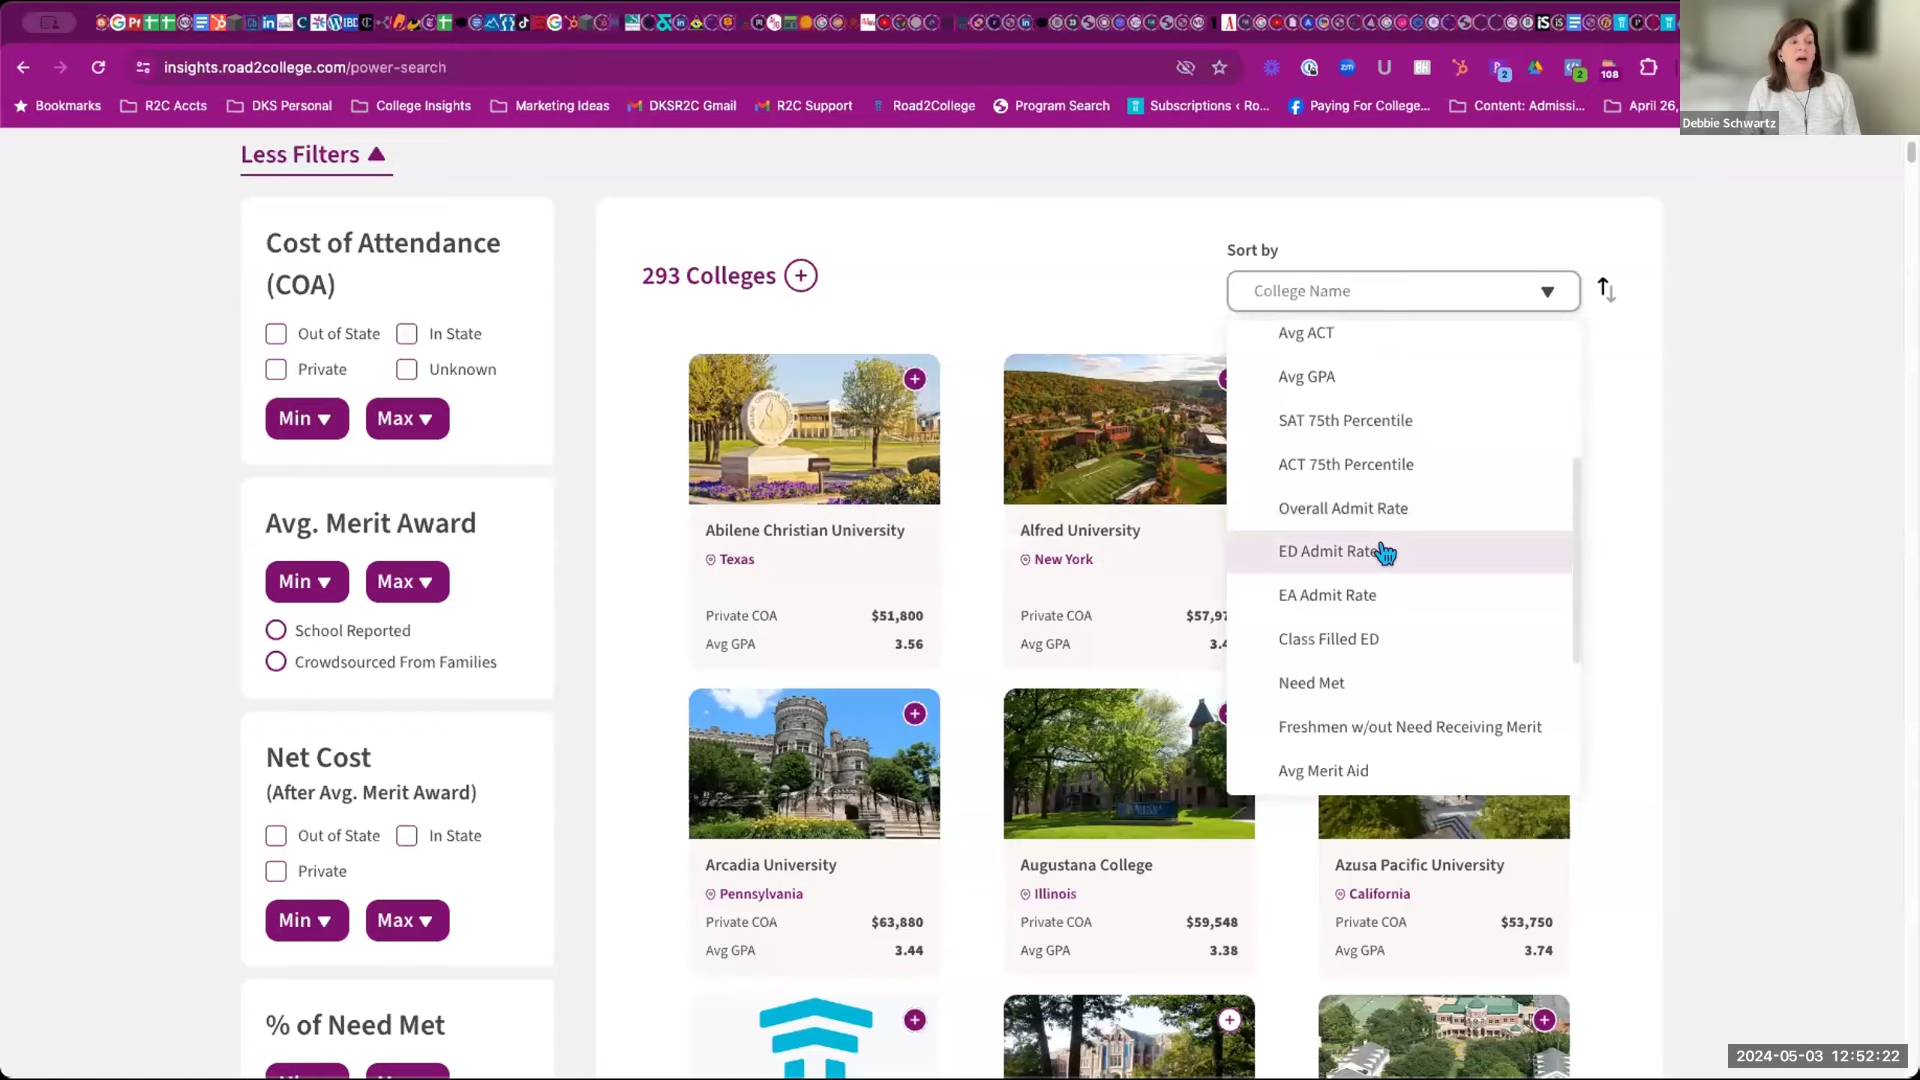 insights.road2college.com/power-search
108
Bookmarks
R2C Accts
DKS Personal
College Insights
Marketing Ideas
DKSR2C Gmail
R2C Support
Road2College
Program Search
Subscriptions ‹ Ro...
Paying For College...
Content: Admissi...
April 26,
Debbie Schwartz
Less Filters
Cost of Attendance
(COA)
Out of State
In State
Private
Unknown
Min
Max
Avg. Merit Award
Min
Max
School Reported
Crowdsourced From Families
Net Cost
(After Avg. Merit Award)
Out of State
In State
Private
Min
Max
% of Need Met
293 Colleges
Sort by
College Name
Avg ACT
Avg GPA
SAT 75th Percentile
ACT 75th Percentile
Overall Admit Rate
ED Admit Rate
EA Admit Rate
Class Filled ED
Need Met
Freshmen w/out Need Receiving Merit
Avg Merit Aid
Abilene Christian University
Texas
Private COA $51,800
Avg GPA 3.56
Alfred University
New York
Private COA $57,97
Avg GPA 3.4
Arcadia University
Pennsylvania
Private COA $63,880
Avg GPA 3.44
Augustana College
Illinois
Private COA $59,548
Avg GPA 3.38
Azusa Pacific University
California
Private COA $53,750
Avg GPA 3.74
2024-05-03 12:52:22